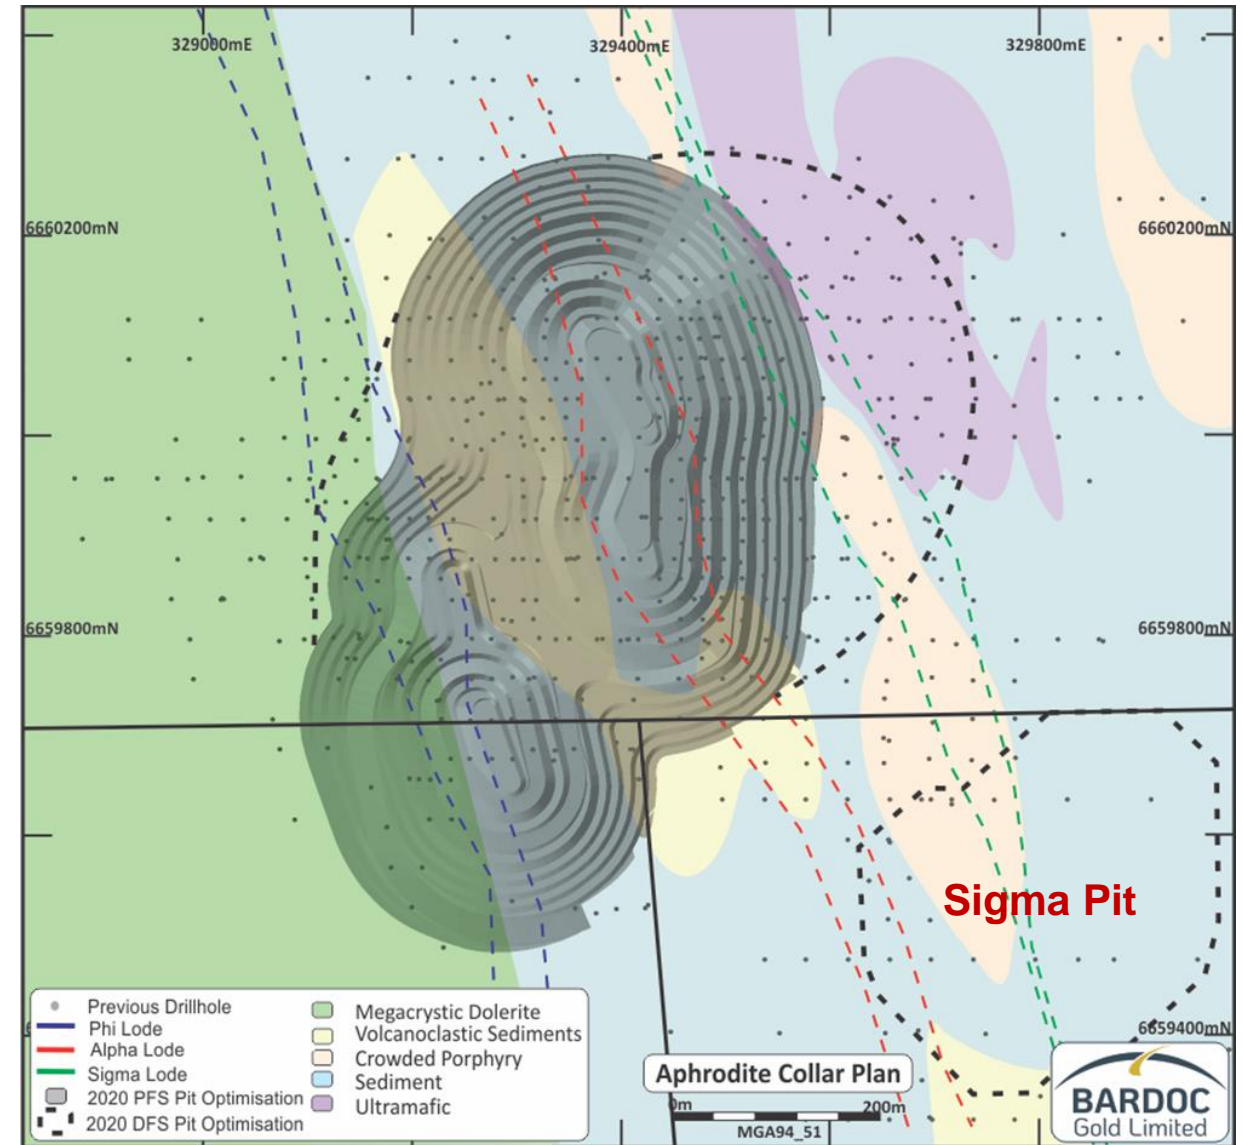 329000mE
329400mE
329800mE
6660200mN
6660200mN
6659800mN
6659800mN
Sigma Pit
6659400mN
Previous Drillhole
Phi Lode
Alpha Lode
Sigma Lode
2020 PFS Pit Optimisation
2020 DFS Pit Optimisation
Megacrystic Dolerite
Volcanoclastic Sediments
Crowded Porphyry
Sediment
Ultramafic
Aphrodite Collar Plan
0m
200m
MGA94_51
BARDOC
Gold Limited